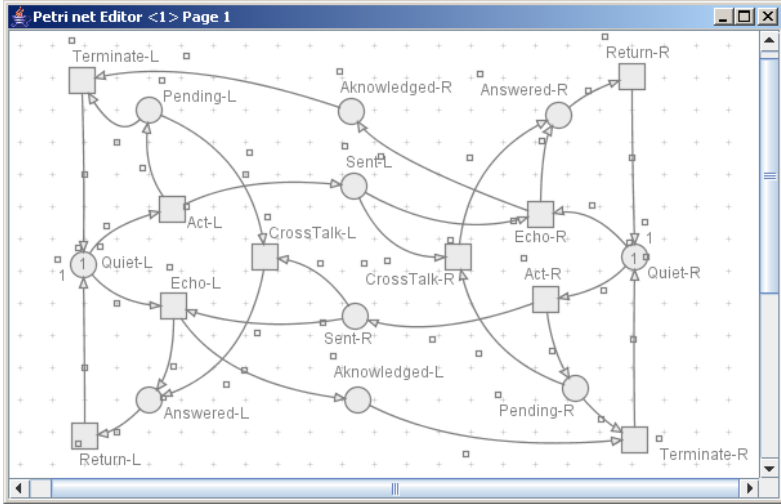 Petri net Editor <1> Page 1
Terminate-L
Return-R
Pending-L
Aknowledged-R
Answered-R
Sent-L
Act-L
CrossTalk-L
Echo-R
1
1
Quiet-L
1
Echo-L
CrossTalk-R
Act-R
1
Quiet-R
Sent-R
Aknowledged-L
Answered-L
Pending-R
Return-L
Terminate-R